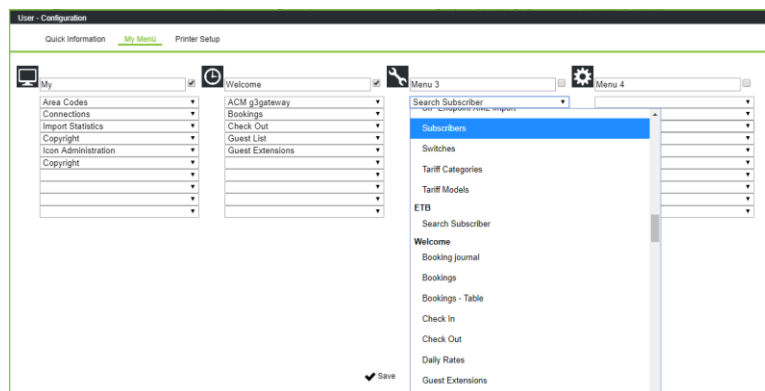 User - Configuration
Quick Information My Menü Printer Setup
My Welcome Menu 3 Menu 4
Area Codes ACM g3gateway Search Subscriber
Connections Bookings
Import Statistics Check Out Subscribers
Copyright Guest List
Icon Administration Guest Extensions Switches
Copyright
Tariff Categories
Tariff Models
ETB
Search Subscriber
Welcome
Booking journal
Bookings
Bookings - Table
Check In
Check Out
Daily Rates
Save
Guest Extensions